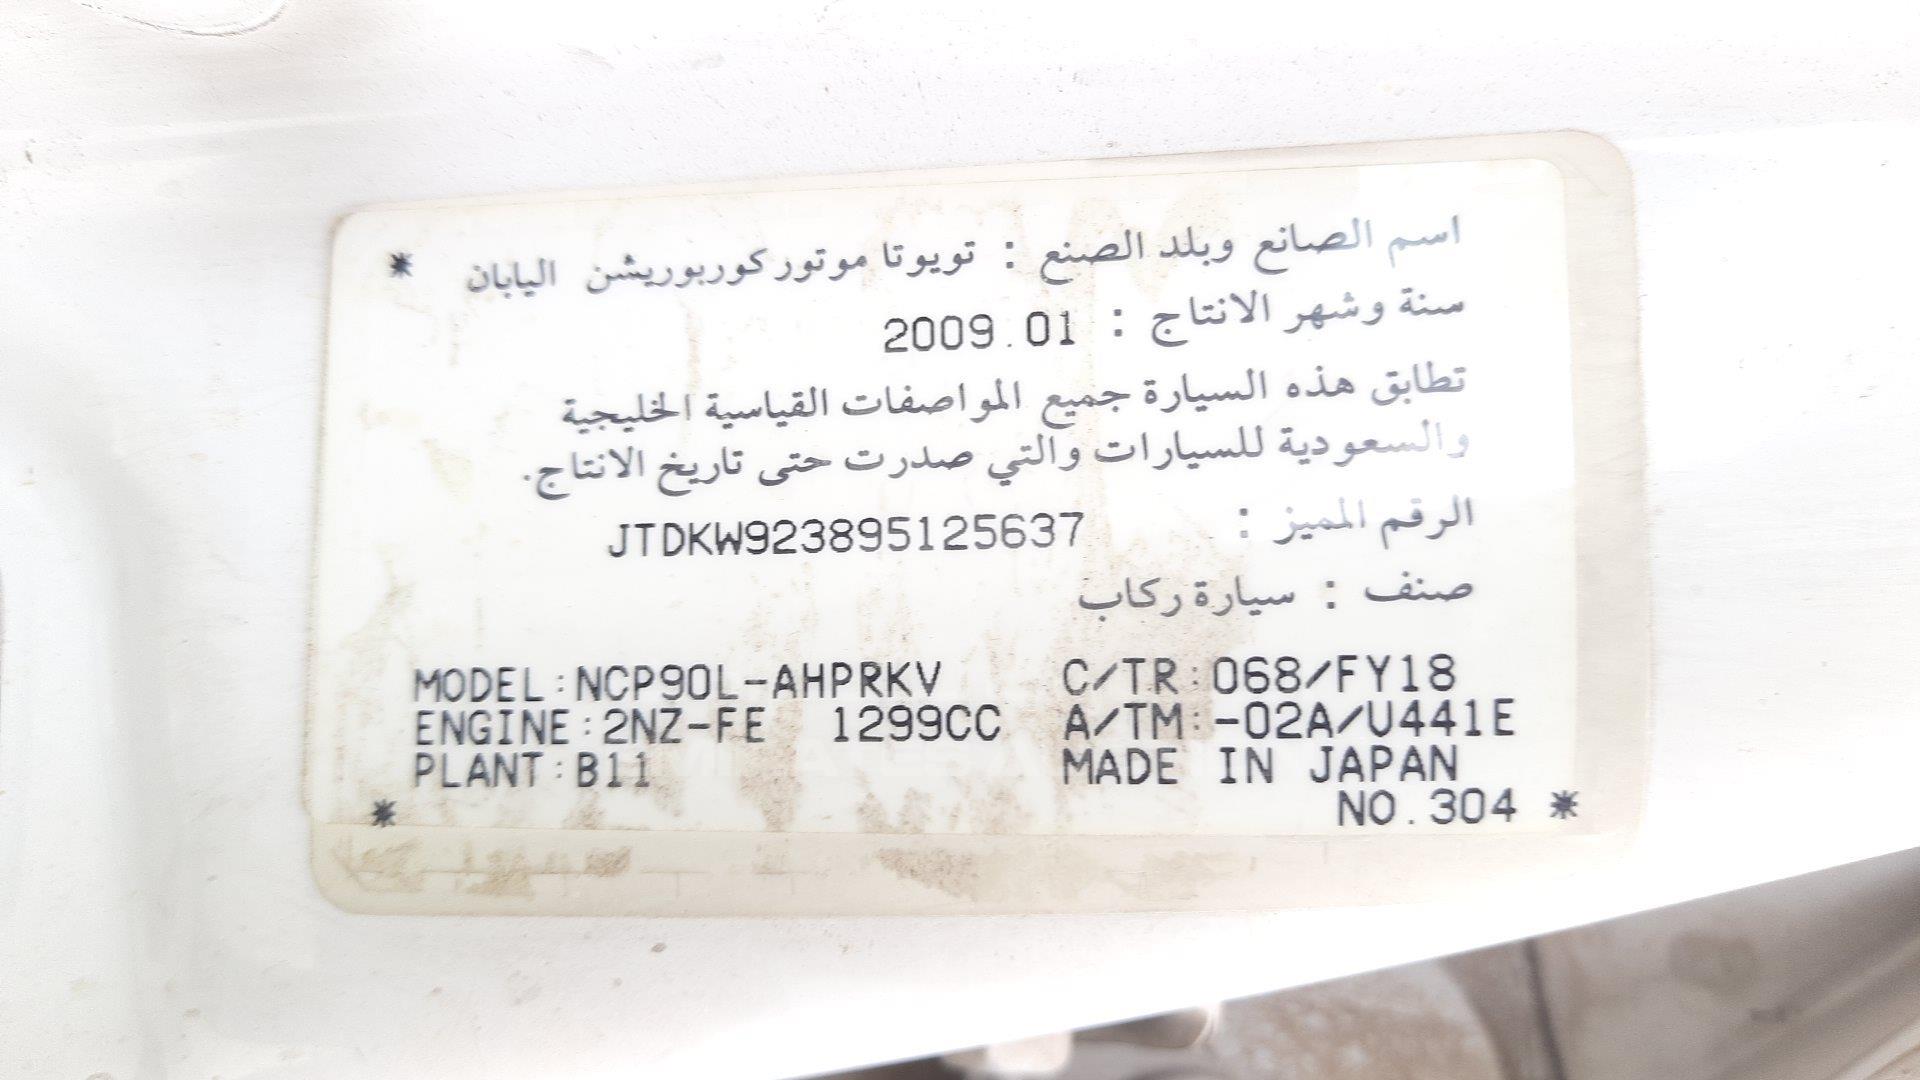 اسم الصانع وبلد الصنع : تويوتا موتور كوربوريشن اليابان *
سنة وشهر الانتاج : 2009.01
تطابق هذه السيارة جميع المواصفات القياسية الخليجية
والسعودية للسيارات والتي صدرت حتى تاريخ الانتاج.
الرقم المميز : JTDKW923895125637
صنف : سيارة ركاب
MODEL:NCP90L-AHPRKV C/TR:068/FY18
ENGINE:2NZ-FE 1299CC A/TM:-02A/U441E
PLANT:B11 MADE IN JAPAN
* NO.304 *